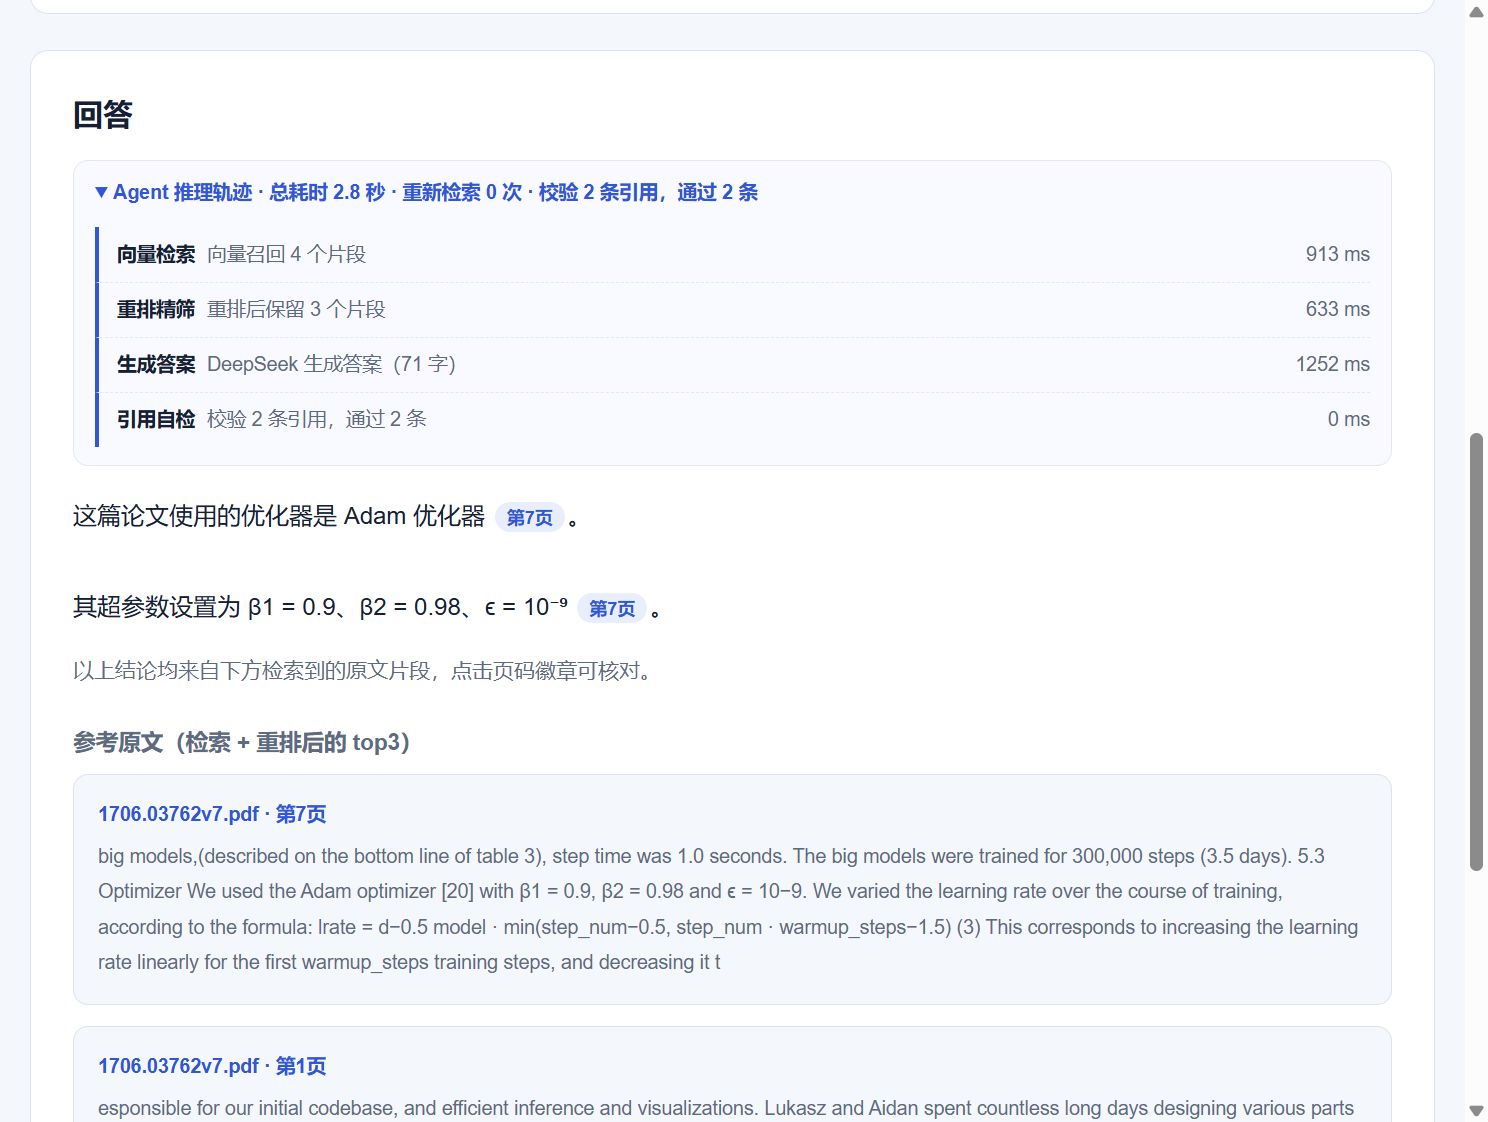 回答
▼ Agent 推理轨迹 · 总耗时 2.8 秒 · 重新检索 0 次 · 校验 2 条引用，通过 2 条
向量检索 向量召回 4 个片段 913 ms
重排精筛 重排后保留 3 个片段 633 ms
生成答案 DeepSeek 生成答案（71 字） 1252 ms
引用自检 校验 2 条引用，通过 2 条 0 ms
这篇论文使用的优化器是 Adam 优化器 第7页 。
其超参数设置为 β1 = 0.9、β2 = 0.98、ϵ = 10⁻⁹ 第7页 。
以上结论均来自下方检索到的原文片段，点击页码徽章可核对。
参考原文（检索 + 重排后的 top3）
1706.03762v7.pdf · 第7页
big models,(described on the bottom line of table 3), step time was 1.0 seconds. The big models were trained for 300,000 steps (3.5 days). 5.3
Optimizer We used the Adam optimizer [20] with β1 = 0.9, β2 = 0.98 and ϵ = 10−9. We varied the learning rate over the course of training,
according to the formula: lrate = d−0.5 model · min(step_num−0.5, step_num · warmup_steps−1.5) (3) This corresponds to increasing the learning
rate linearly for the first warmup_steps training steps, and decreasing it t
1706.03762v7.pdf · 第1页
esponsible for our initial codebase, and efficient inference and visualizations. Lukasz and Aidan spent countless long days designing various parts